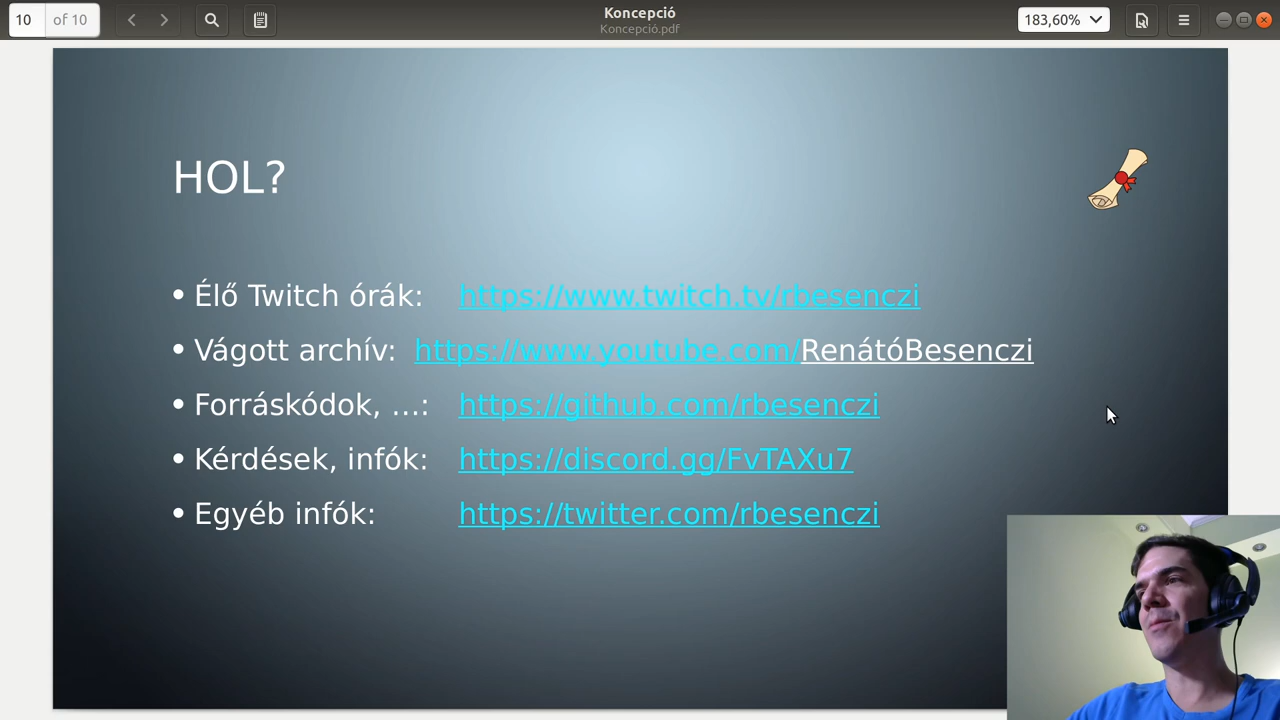 10 of 10
Koncepció
Koncepció.pdf
183,60%
HOL?
• Élő Twitch órák: https://www.twitch.tv/rbesenczi
• Vágott archív: https://www.youtube.com/RenátóBesenczi
• Forráskódok, ...: https://github.com/rbesenczi
• Kérdések, infók: https://discord.gg/FvTAXu7
• Egyéb infók: https://twitter.com/rbesenczi